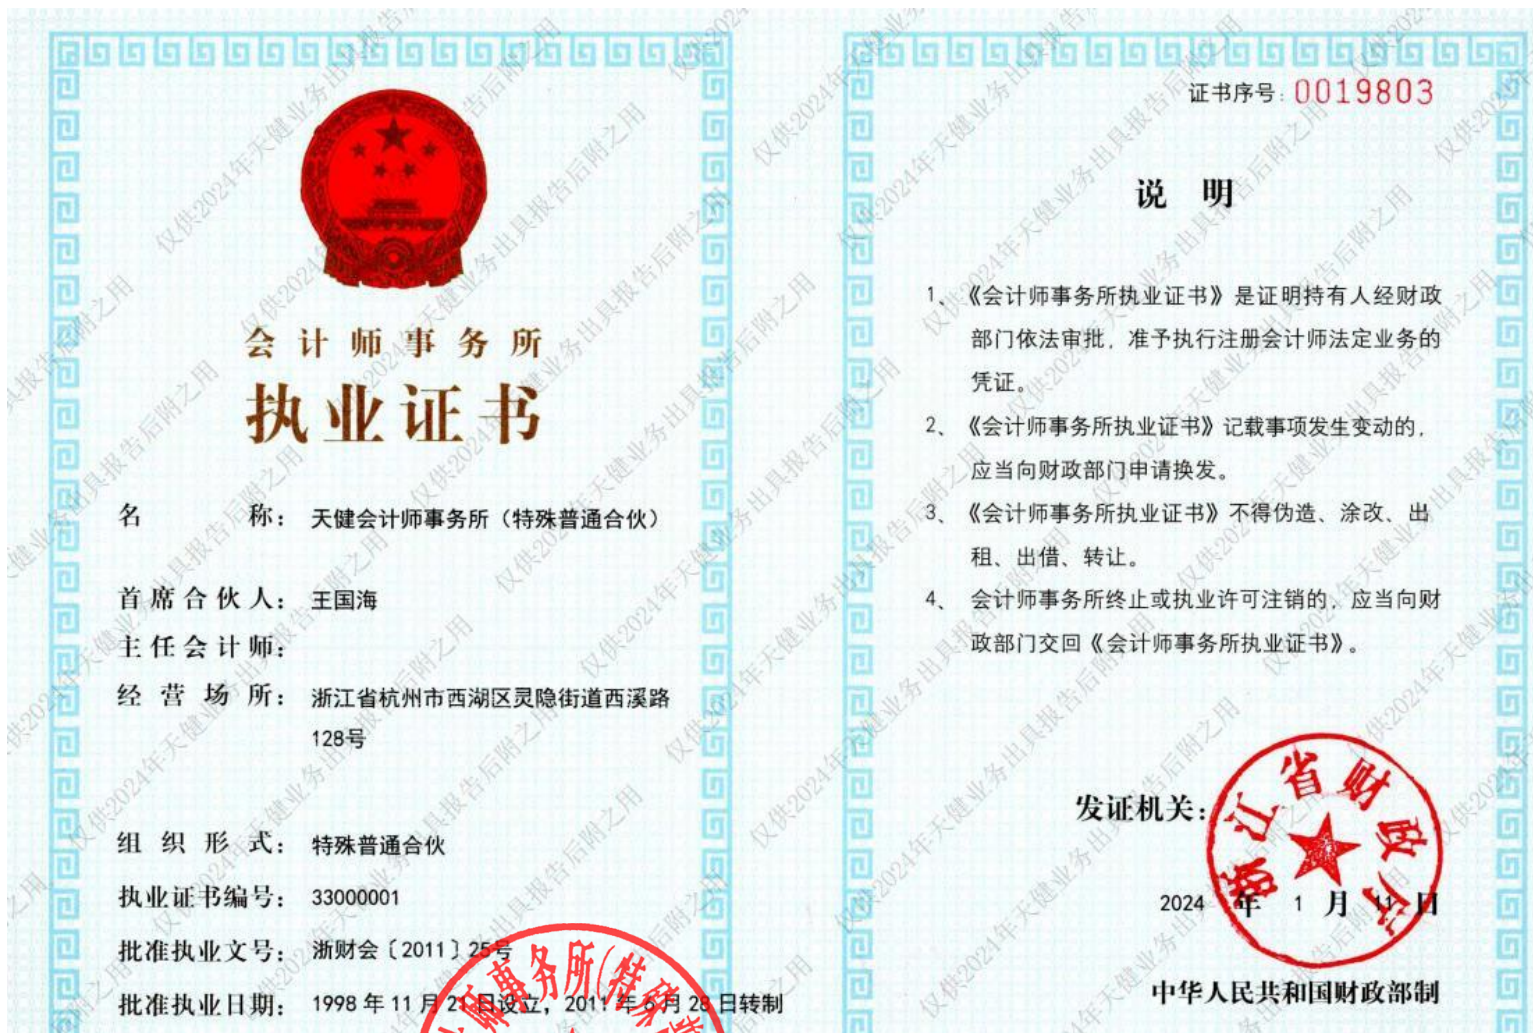 会计师事务所
执业证书
名称：天健会计师事务所（特殊普通合伙）
首席合伙人：王国海
主任会计师：
经营场所：浙江省杭州市西湖区灵隐街道西溪路
128号
组织形式：特殊普通合伙
执业证书编号：33000001
批准执业文号：浙财会〔2011〕25号
批准执业日期：1998年11月21日设立，2011年6月28日转制
师事务所(特殊普
证书序号：0019803
说明
1、《会计师事务所执业证书》是证明持有人经财政
部门依法审批，准予执行注册会计师法定业务的
凭证。
2、《会计师事务所执业证书》记载事项发生变动的，
应当向财政部门申请换发。
3、《会计师事务所执业证书》不得伪造、涂改、出
租、出借、转让。
4、会计师事务所终止或执业许可注销的，应当向财
政部门交回《会计师事务所执业证书》。
发证机关：
浙江省财政厅
2024年1月11日
中华人民共和国财政部制
仅供2024年天健业务出具报告后附之用